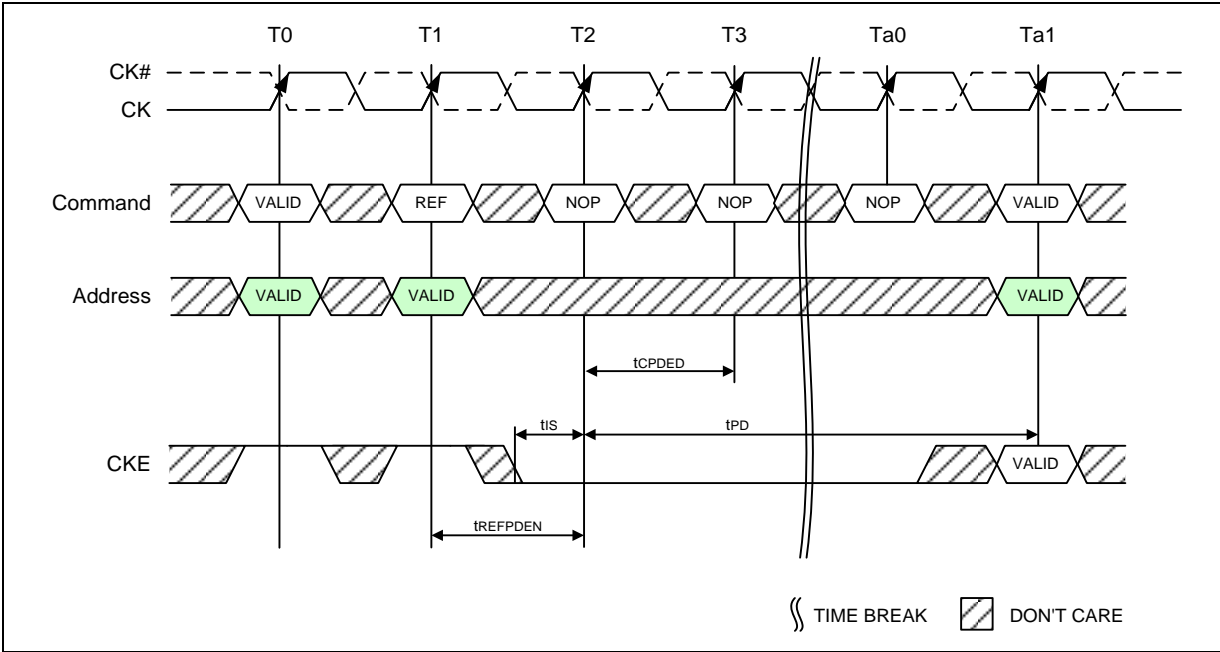 T0 T1 T2 T3 Ta0 Ta1
CK#
CK
Command VALID REF NOP NOP NOP VALID
Address VALID VALID VALID
tCPDED
tIS tPD
CKE VALID
tREFPDEN
TIME BREAK DON'T CARE